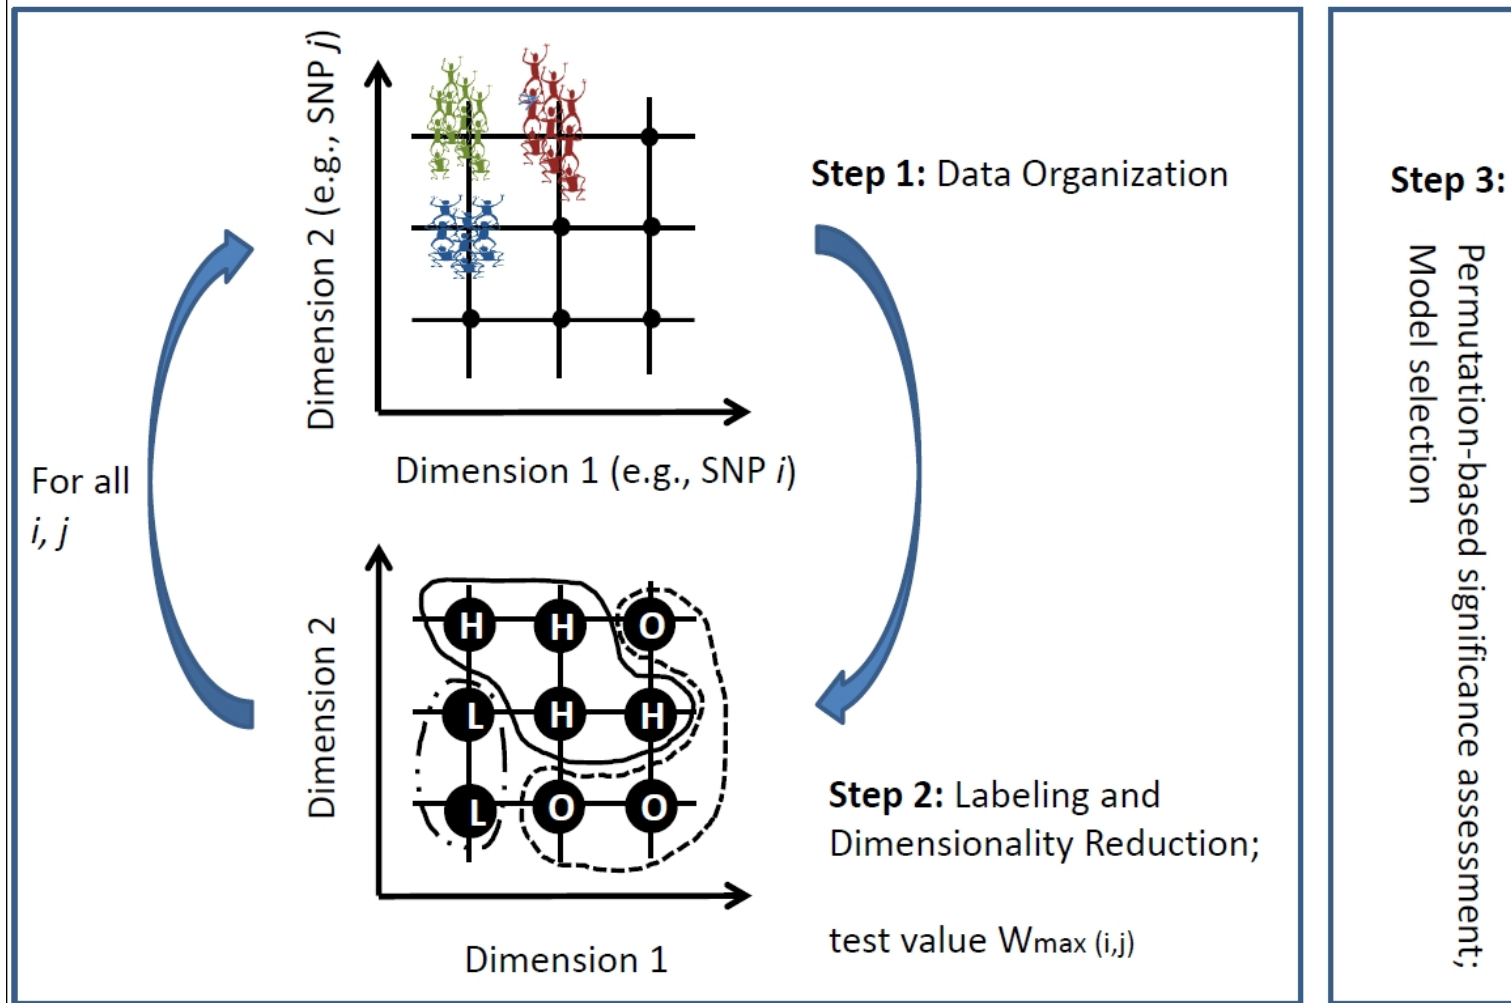 Dimension 2 (e.g., SNP j)
Step 1: Data Organization
Dimension 1 (e.g., SNP i)
For all
i, j
Dimension 2
H H O
L H H
L O O
Dimension 1
Step 2: Labeling and
Dimensionality Reduction;
test value Wmax (i,j)
Step 3:
Permutation-based significance assessment;
Model selection